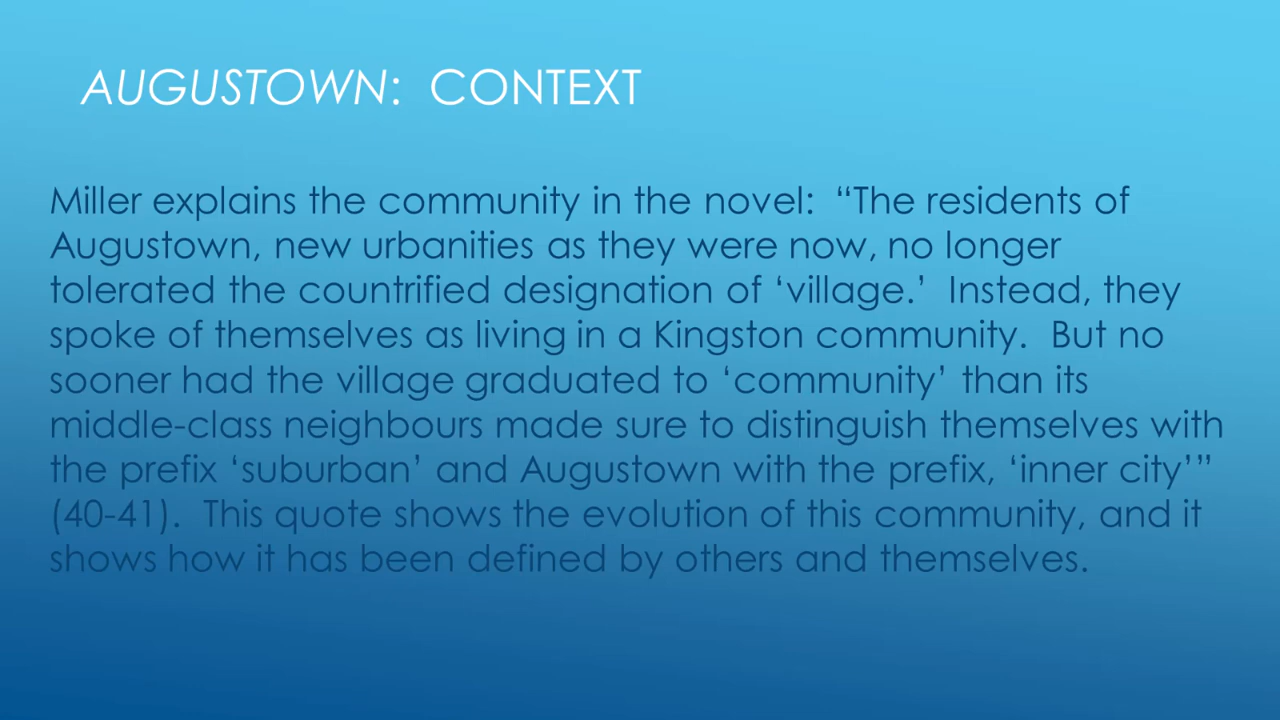 AUGUSTOWN: CONTEXT
Miller explains the community in the novel: “The residents of
Augustown, new urbanities as they were now, no longer
tolerated the countrified designation of ‘village.’ Instead, they
spoke of themselves as living in a Kingston community. But no
sooner had the village graduated to ‘community’ than its
middle-class neighbours made sure to distinguish themselves with
the prefix ‘suburban’ and Augustown with the prefix, ‘inner city’”
(40-41). This quote shows the evolution of this community, and it
shows how it has been defined by others and themselves.